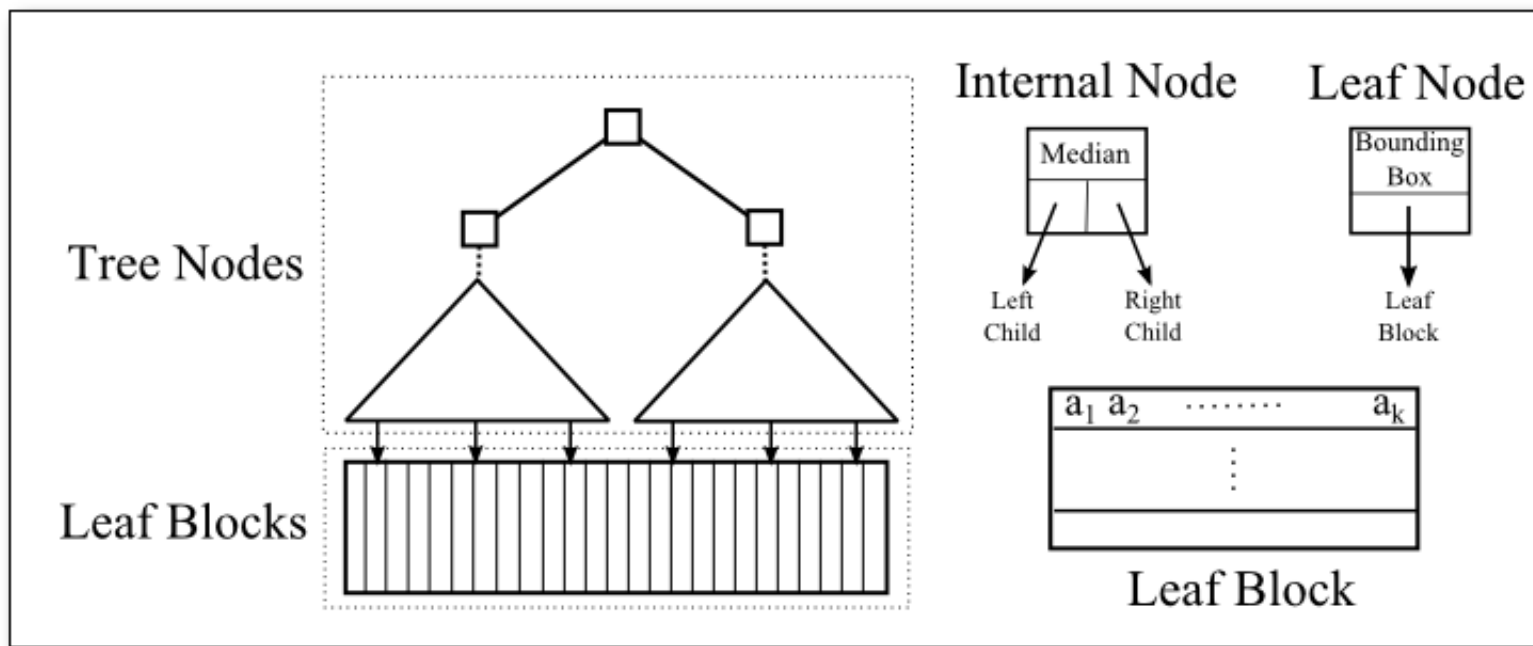 Tree Nodes
Leaf Blocks
Internal Node
Median
Left
Child
Right
Child
Leaf Node
Bounding
Box
Leaf
Block
a1 a2 ········ ak
Leaf Block